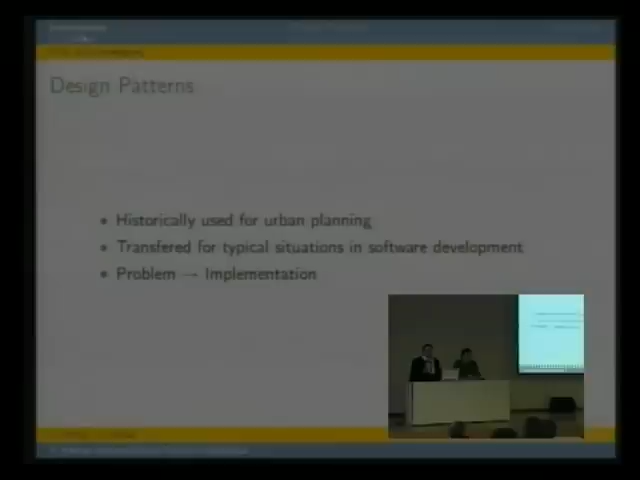 Design Patterns
• Historically used for urban planning
• Transfered for typical situations in software development
• Problem → Implementation